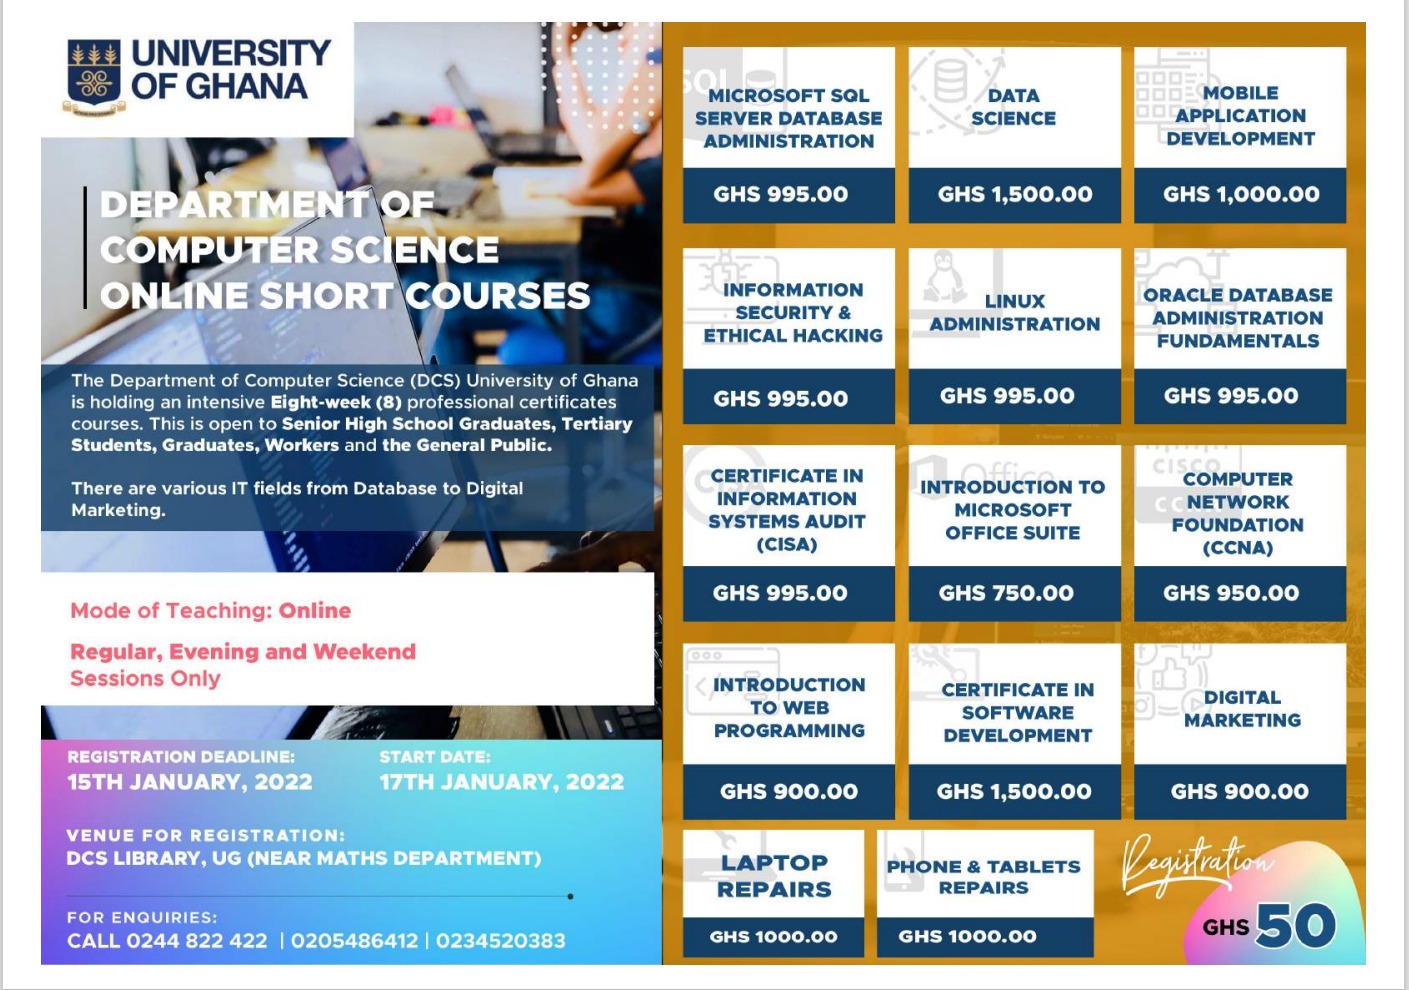 UNIVERSITY
OF GHANA
DEPARTMENT OF
COMPUTER SCIENCE
ONLINE SHORT COURSES
The Department of Computer Science (DCS) University of Ghana
is holding an intensive Eight-week (8) professional certificates
courses. This is open to Senior High School Graduates, Tertiary
Students, Graduates, Workers and the General Public.
There are various IT fields from Database to Digital
Marketing.
Mode of Teaching: Online
Regular, Evening and Weekend
Sessions Only
REGISTRATION DEADLINE:
15TH JANUARY, 2022
START DATE:
17TH JANUARY, 2022
VENUE FOR REGISTRATION:
DCS LIBRARY, UG (NEAR MATHS DEPARTMENT)
FOR ENQUIRIES:
CALL 0244 822 422 | 0205486412 | 0234520383
SQL
MICROSOFT SQL
SERVER DATABASE
ADMINISTRATION
GHS 995.00
DATA
SCIENCE
GHS 1,500.00
MOBILE
APPLICATION
DEVELOPMENT
GHS 1,000.00
INFORMATION
SECURITY &
ETHICAL HACKING
GHS 995.00
LINUX
ADMINISTRATION
GHS 995.00
ORACLE DATABASE
ADMINISTRATION
FUNDAMENTALS
GHS 995.00
CISA
CERTIFICATE IN
INFORMATION
SYSTEMS AUDIT
(CISA)
GHS 995.00
Office
INTRODUCTION TO
MICROSOFT
OFFICE SUITE
GHS 750.00
CISCO
COMPUTER
NETWORK
FOUNDATION
(CCNA)
GHS 950.00
INTRODUCTION
TO WEB
PROGRAMMING
GHS 900.00
CERTIFICATE IN
SOFTWARE
DEVELOPMENT
GHS 1,500.00
DIGITAL
MARKETING
GHS 900.00
LAPTOP
REPAIRS
GHS 1000.00
PHONE & TABLETS
REPAIRS
GHS 1000.00
Registration
GHS 50